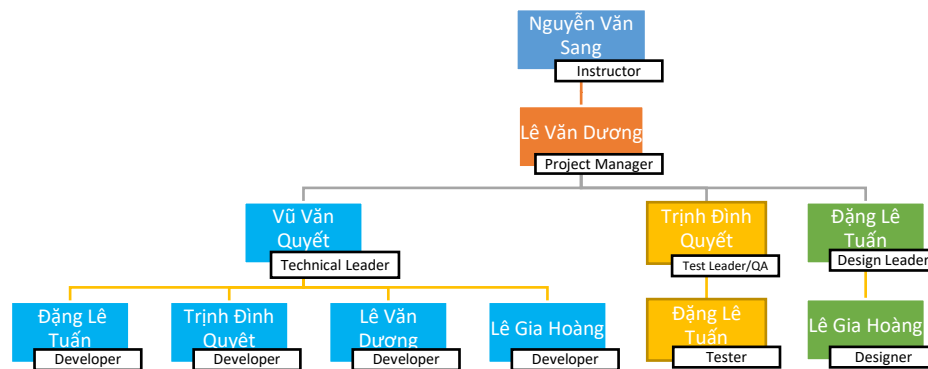 Nguyễn Văn
Sang
Instructor
Lê Văn Dương
Project Manager
Vũ Văn
Quyết
Technical Leader
Trịnh Đình
Quyết
Test Leader/QA
Đặng Lê
Tuấn
Design Leader
Đặng Lê
Tuấn
Developer
Trịnh Đình
Quyết
Developer
Lê Văn
Dương
Developer
Lê Gia Hoàng
Developer
Đặng Lê
Tuấn
Tester
Lê Gia Hoàng
Designer